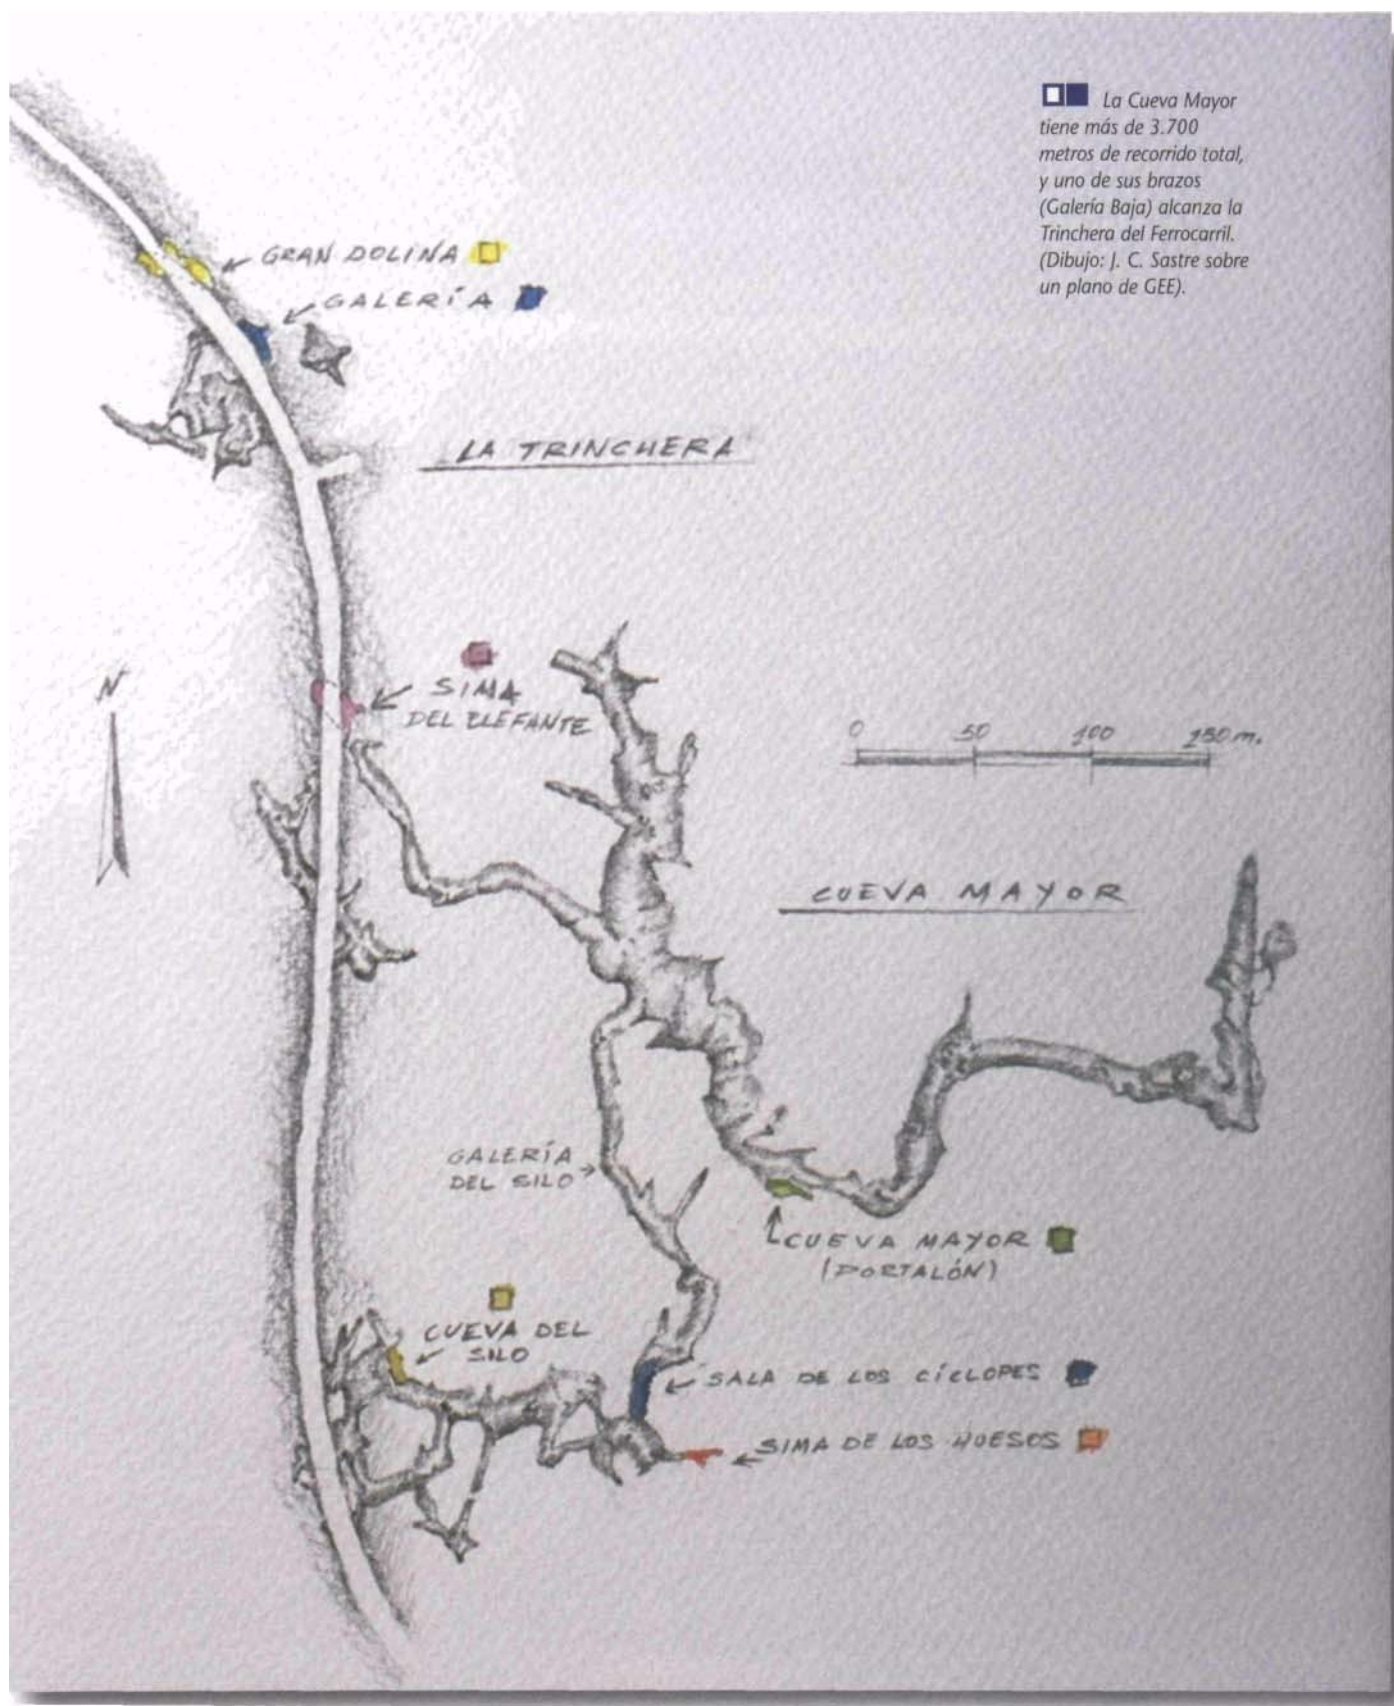 La Cueva Mayor
tiene más de 3.700
metros de recorrido total,
y uno de sus brazos
(Galería Baja) alcanza la
Trinchera del Ferrocarril.
(Dibujo: J. C. Sastre sobre
un plano de GEE).
GRAN DOLINA
GALERÍA
LA TRINCHERA
N
SIMA
DEL ELEFANTE
0 50 100 150 m.
CUEVA MAYOR
GALERÍA
DEL SILO
CUEVA MAYOR
(PORTALÓN)
CUEVA DEL
SILO
SALA DE LOS CÍCLOPES
SIMA DE LOS HUESOS